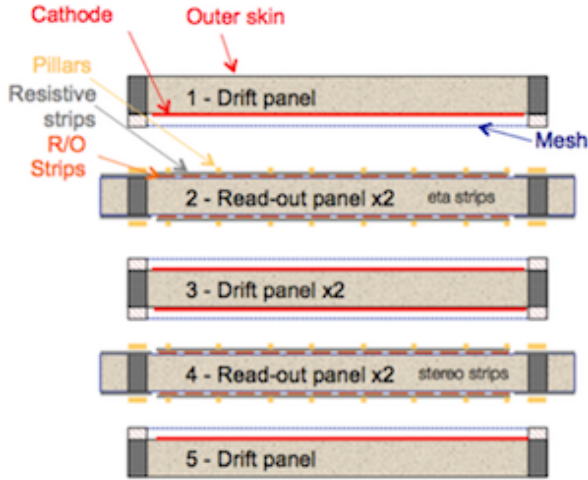 Cathode
Outer skin
Pillars
1 - Drift panel
Resistive
strips
Mesh
R/O
Strips
2 - Read-out panel x2
eta strips
3 - Drift panel x2
4 - Read-out panel x2
stereo strips
5 - Drift panel